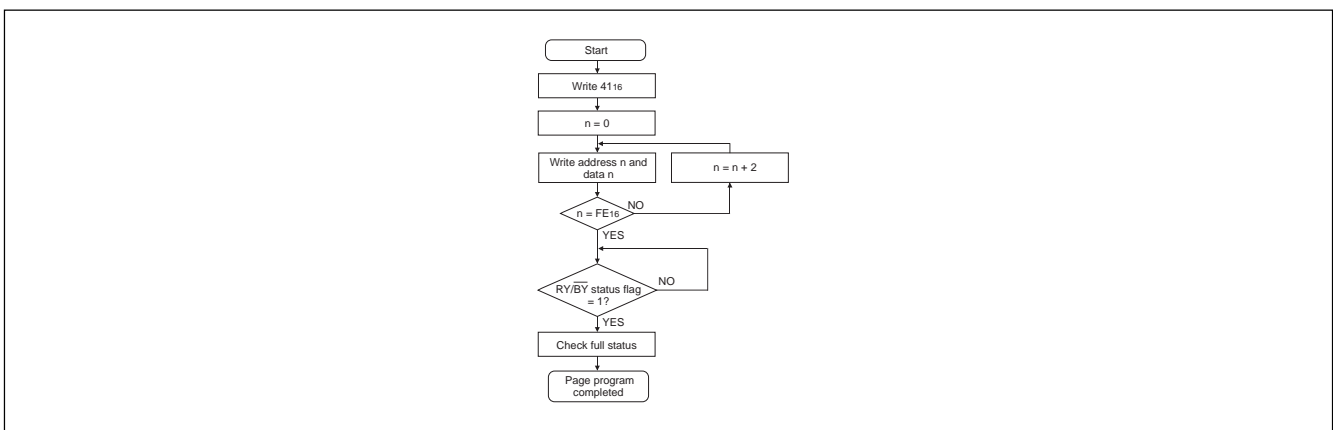 Start
Write 4116
n = 0
Write address n and
data n
n = n + 2
n = FE16
NO
YES
RY/BY status flag
= 1?
NO
YES
Check full status
Page program
completed